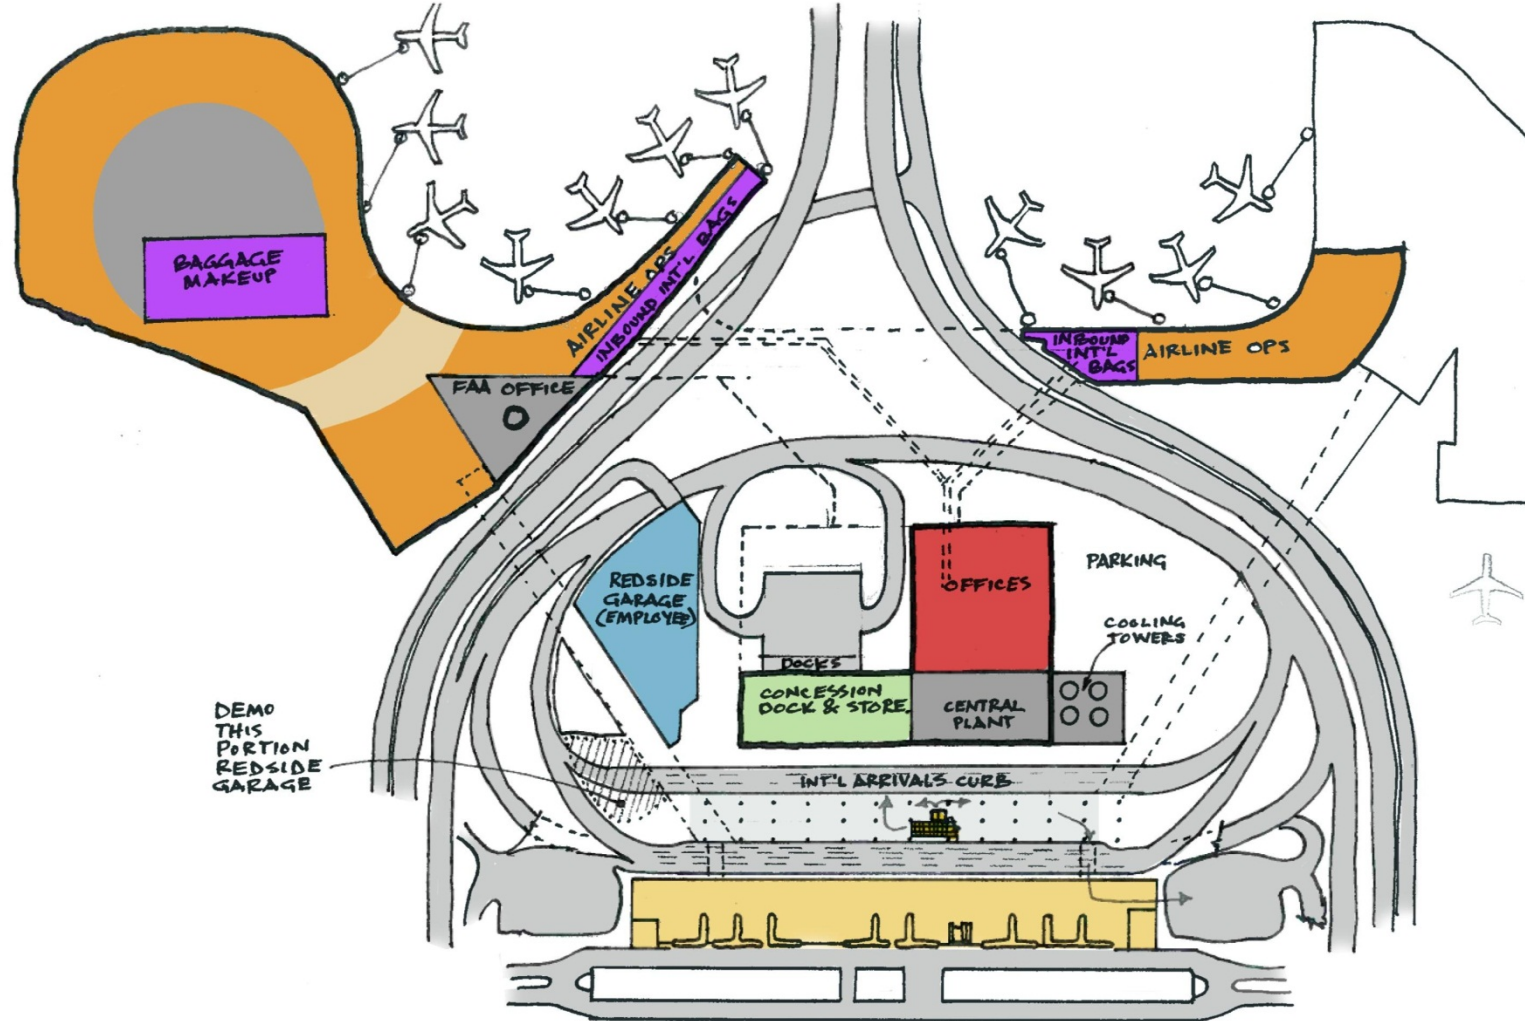 BAGGAGE
MAKEUP
AIRLINE OPS
INBOUND INT'L BAGS
FAA OFFICE
INBOUND
INT'L
BAGS
AIRLINE OPS
REDSIDE
GARAGE
(EMPLOYEE)
OFFICES
PARKING
COOLING
TOWERS
DOCKS
CONCESSION
DOCK & STORE.
CENTRAL
PLANT
DEMO
THIS
PORTION
REDSIDE
GARAGE
INT'L ARRIVALS CURB